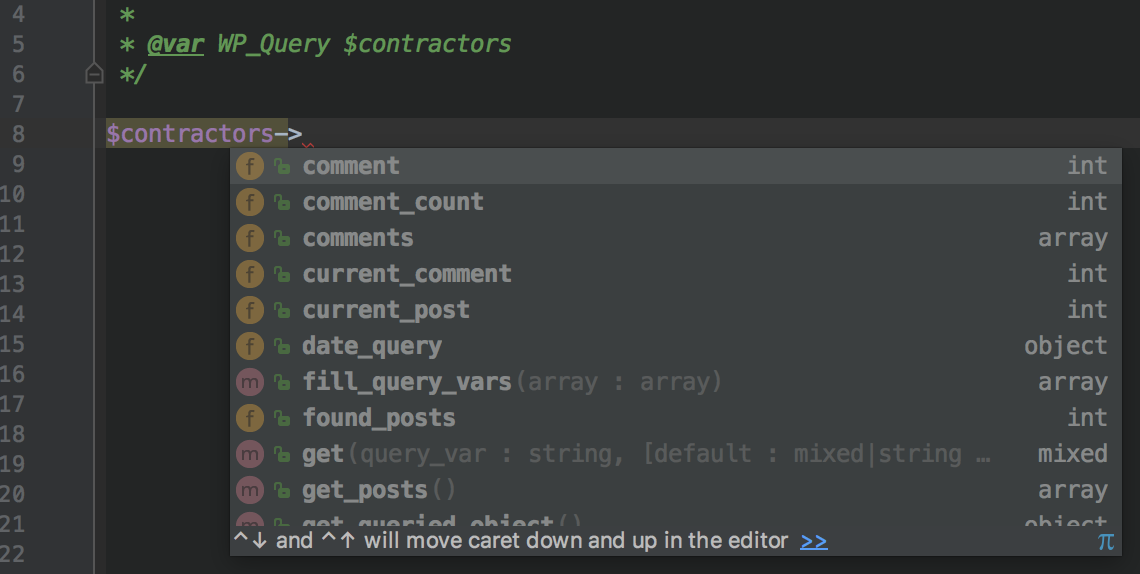 4 *
5 * @var WP_Query $contractors
6 */
7
8 $contractors->
9 f comment int
10 f comment_count int
11 f comments array
12 f current_comment int
13 f current_post int
14 f date_query object
15 m fill_query_vars(array : array) array
16 f found_posts int
17 m get(query_var : string, [default : mixed|string … mixed
18 m get_posts() array
19 m get_queried_object() object
20 ^↓ and ^↑ will move caret down and up in the editor >> π
21
22